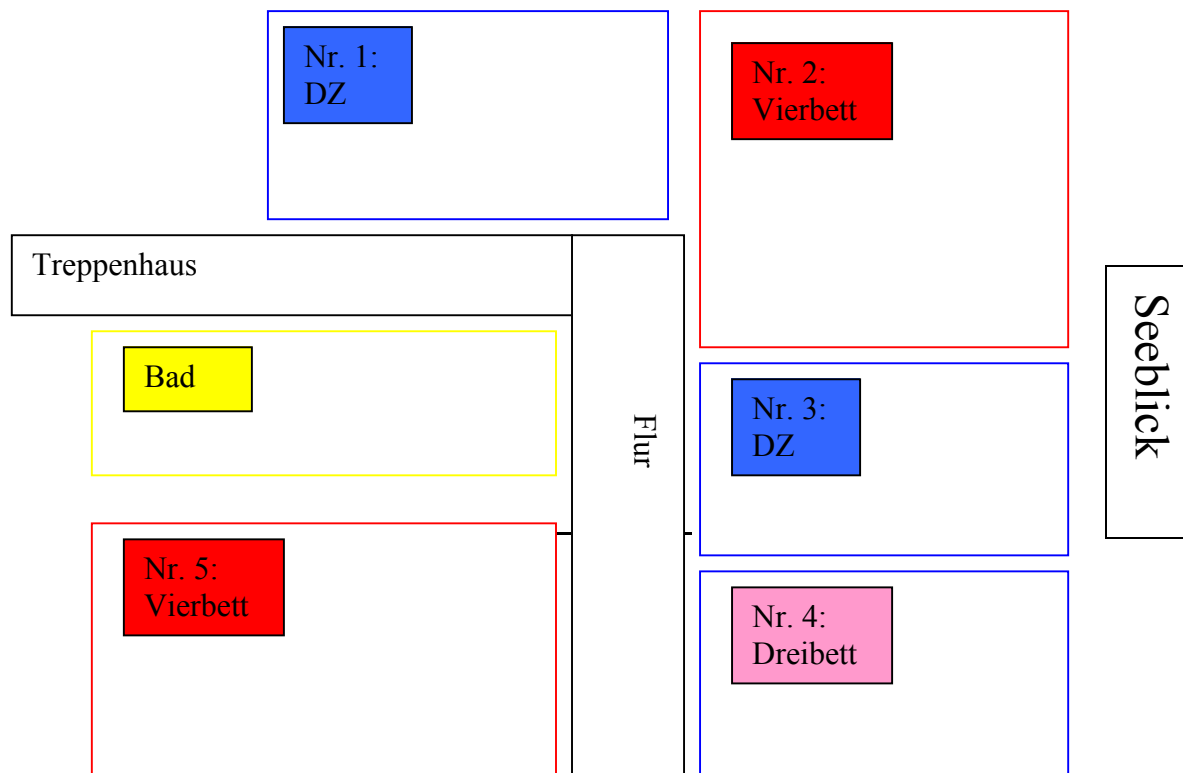 Nr. 1:
DZ
Nr. 2:
Vierbett
Treppenhaus
Seeblick
Bad
Nr. 3:
DZ
Flur
Nr. 5:
Vierbett
Nr. 4:
Dreibett